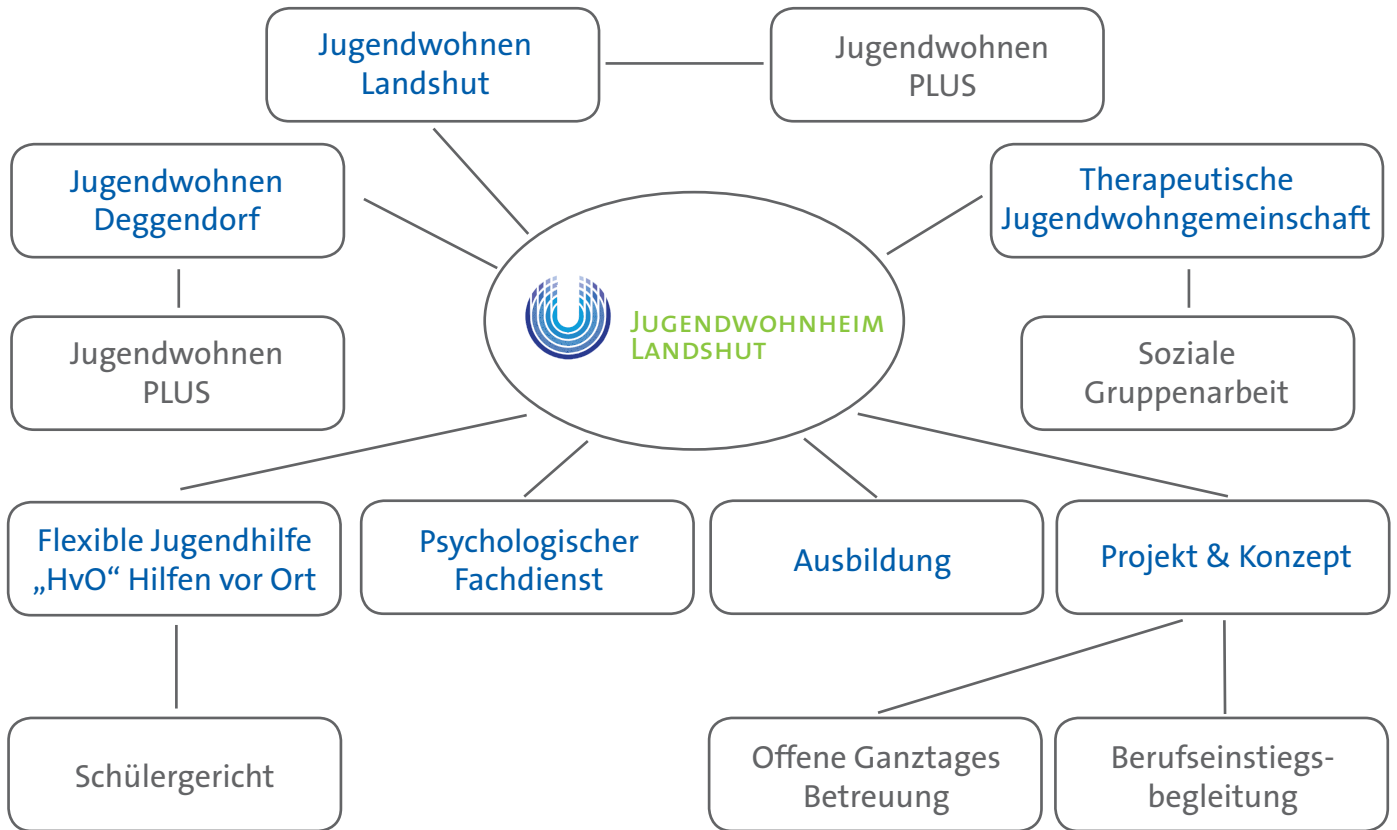 Jugendwohnen
Landshut
Jugendwohnen
PLUS
Jugendwohnen
Deggendorf
Therapeutische
Jugendwohngemeinschaft
JUGENDWOHNHEIM
LANDSHUT
Jugendwohnen
PLUS
Soziale
Gruppenarbeit
Flexible Jugendhilfe
„HvO“ Hilfen vor Ort
Psychologischer
Fachdienst
Ausbildung
Projekt & Konzept
Schülergericht
Offene Ganztages
Betreuung
Berufseinstiegs-
begleitung